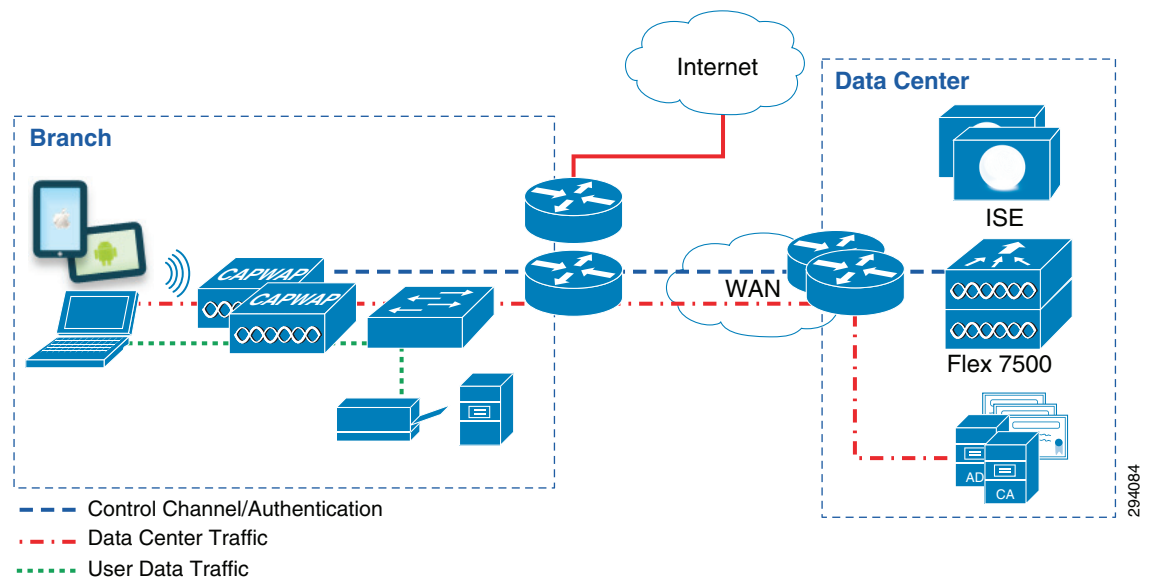 Internet
Data Center
Branch
ISE
CAPWAP
CAPWAP
WAN
Flex 7500
AD
CA
294084
Control Channel/Authentication
Data Center Traffic
User Data Traffic